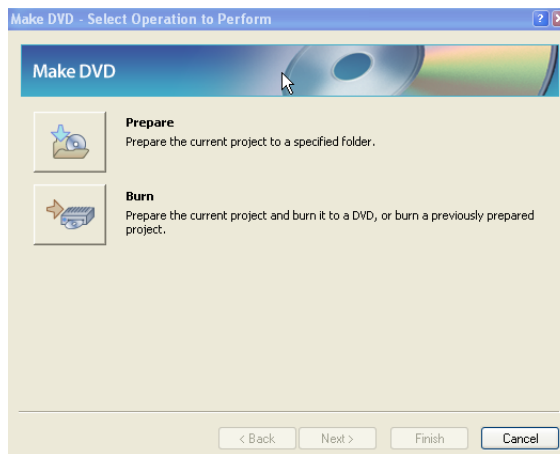 Make DVD - Select Operation to Perform
Make DVD
Prepare
Prepare the current project to a specified folder.
Burn
Prepare the current project and burn it to a DVD, or burn a previously prepared
project.
< Back
Next >
Finish
Cancel